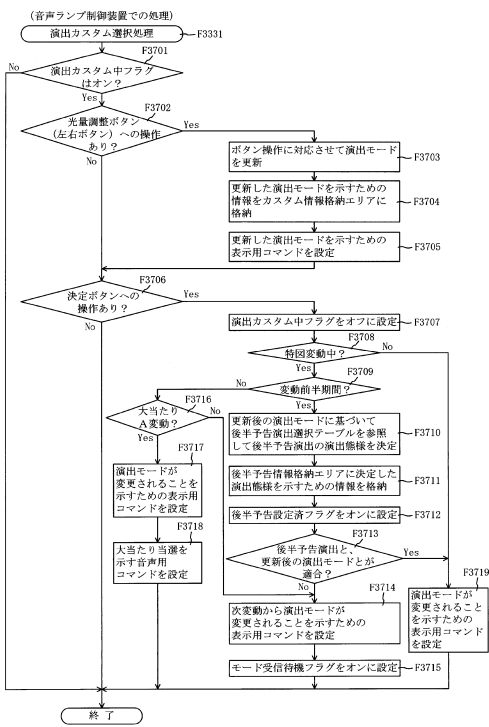 (音声ランプ制御装置での処理)
演出カスタム選択処理
F3331
F3701
演出カスタム中フラグ
はオン?
No
Yes
F3702
光量調整ボタン
(左右ボタン)への操作
あり?
Yes
No
ボタン操作に対応させて演出モード
を更新
F3703
更新した演出モードを示すための
情報をカスタム情報格納エリアに
格納
F3704
更新した演出モードを示すための
表示用コマンドを設定
F3705
F3706
決定ボタンへの
操作あり?
Yes
No
演出カスタム中フラグをオフに設定
F3707
F3708
特図変動中?
No
Yes
F3709
変動前半期間?
No
Yes
F3716
大当たり
A変動?
No
Yes
更新後の演出モードに基づいて
後半予告演出選択テーブルを参照
して後半予告演出の演出態様を決定
F3710
F3717
演出モードが
変更されることを
示すための表示用
コマンドを設定
後半予告情報格納エリアに決定した
演出態様を示すための情報を格納
F3711
後半予告設定済フラグをオンに設定
F3712
F3718
大当たり当選を
示す音声用
コマンドを設定
F3713
後半予告演出と、
更新後の演出モードとが
適合?
Yes
No
F3714
次変動から演出モードが
変更されることを示すための
表示用コマンドを設定
F3719
演出モードが
変更されること
を示すための
表示用コマンド
を設定
モード受信待機フラグをオンに設定
F3715
終 了